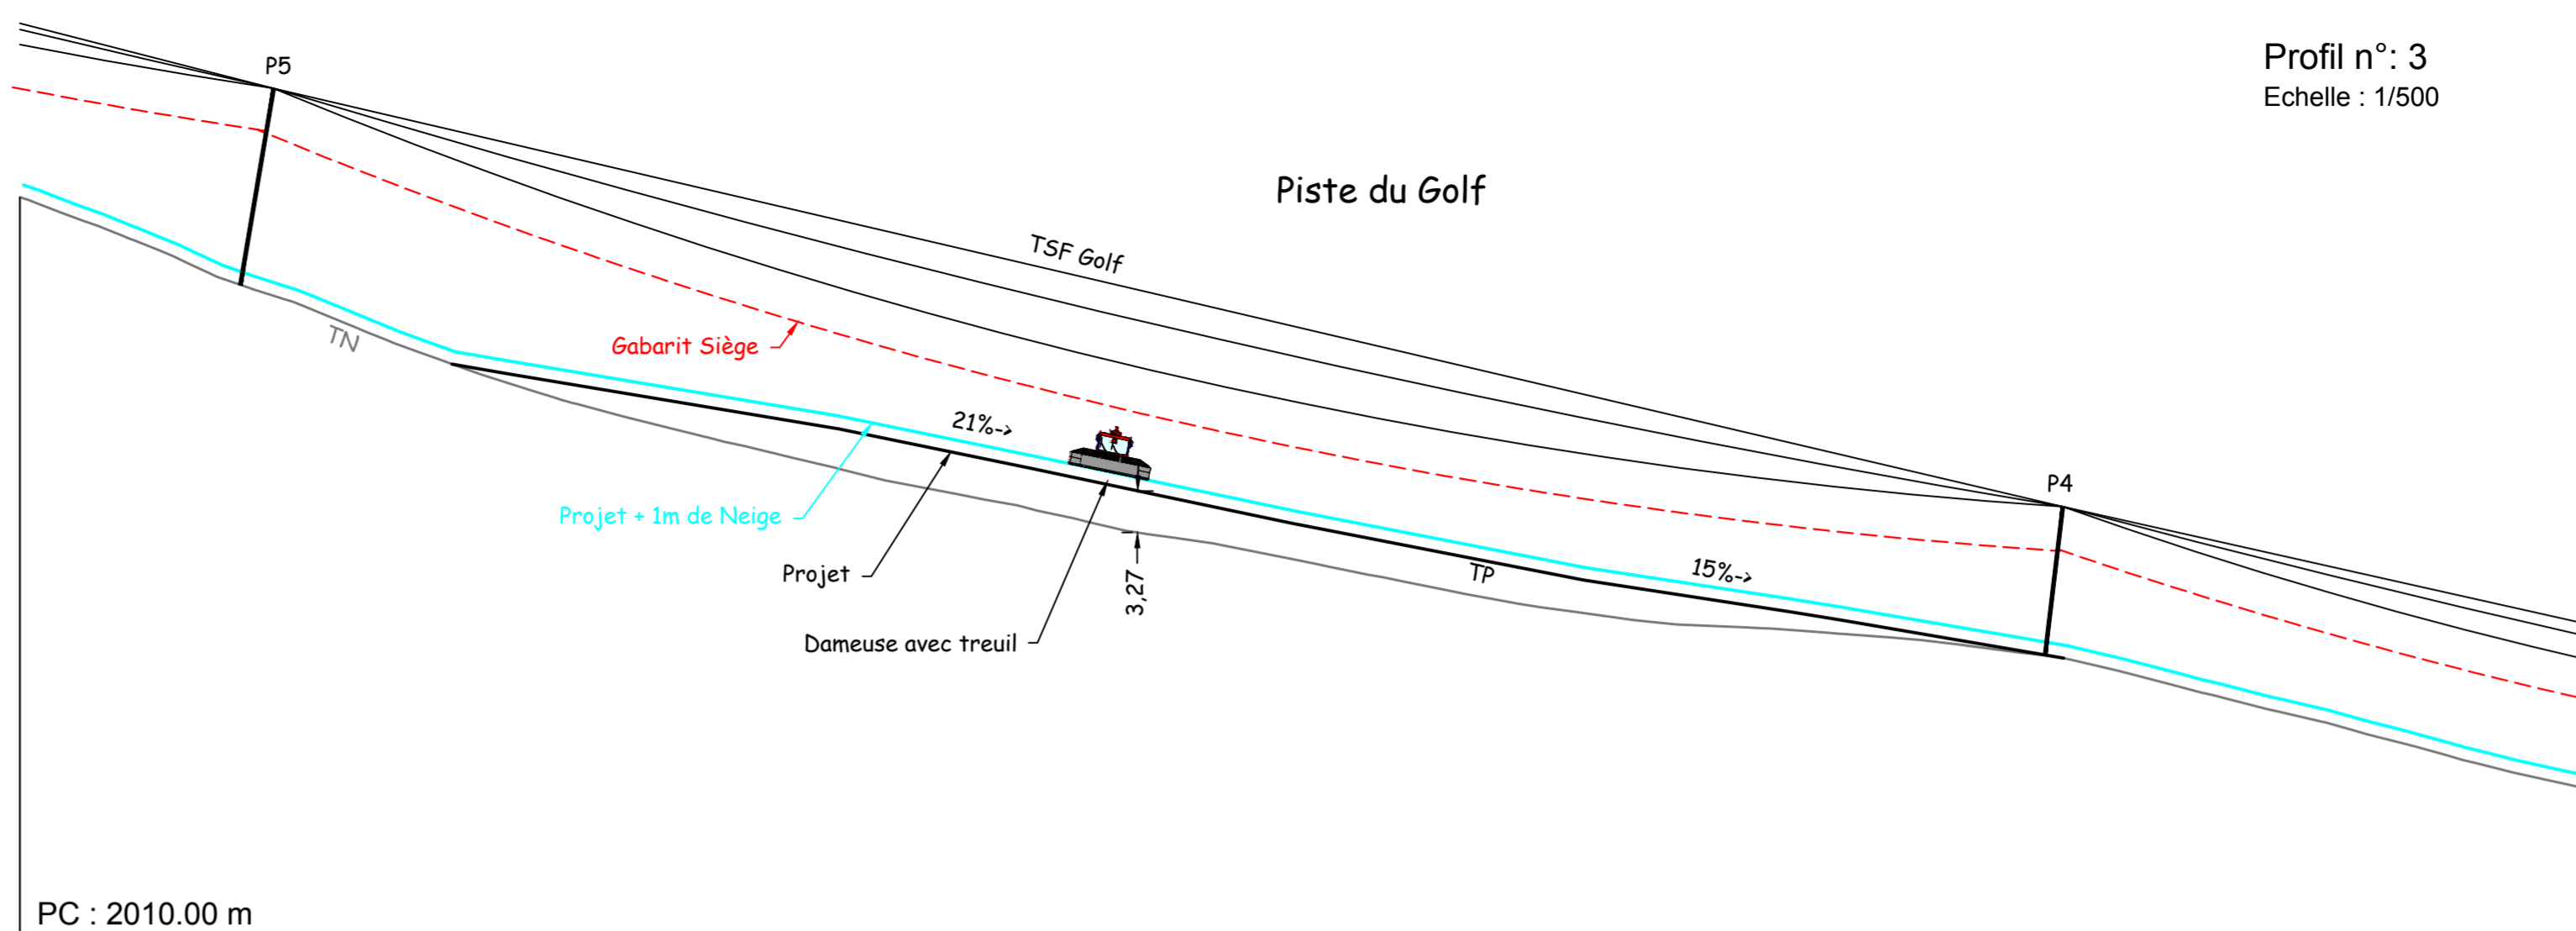 P5
Profil n°: 3
Echelle : 1/500
Piste du Golf
TSF Golf
TN
Gabarit Siège
21%->
P4
Projet + 1m de Neige
Projet
3,27
TP
15%->
Dameuse avec treuil
PC : 2010.00 m